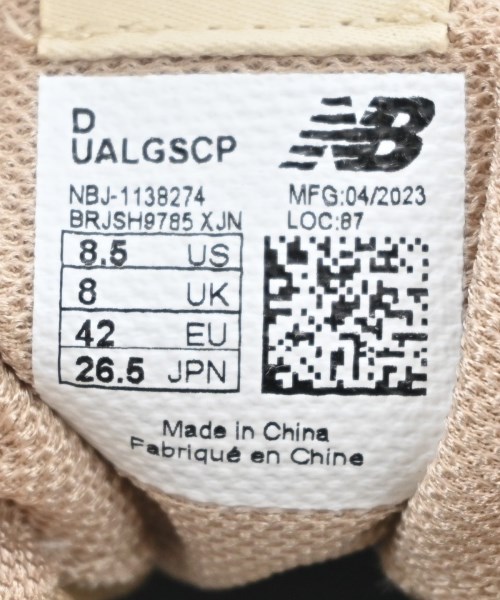 D
UALGSCP
NB
NBJ-1138274
BRJSH9785 XJN
MFG:04/2023
LOC:87
8.5 US
8 UK
42 EU
26.5 JPN
Made in China
Fabriqué en Chine